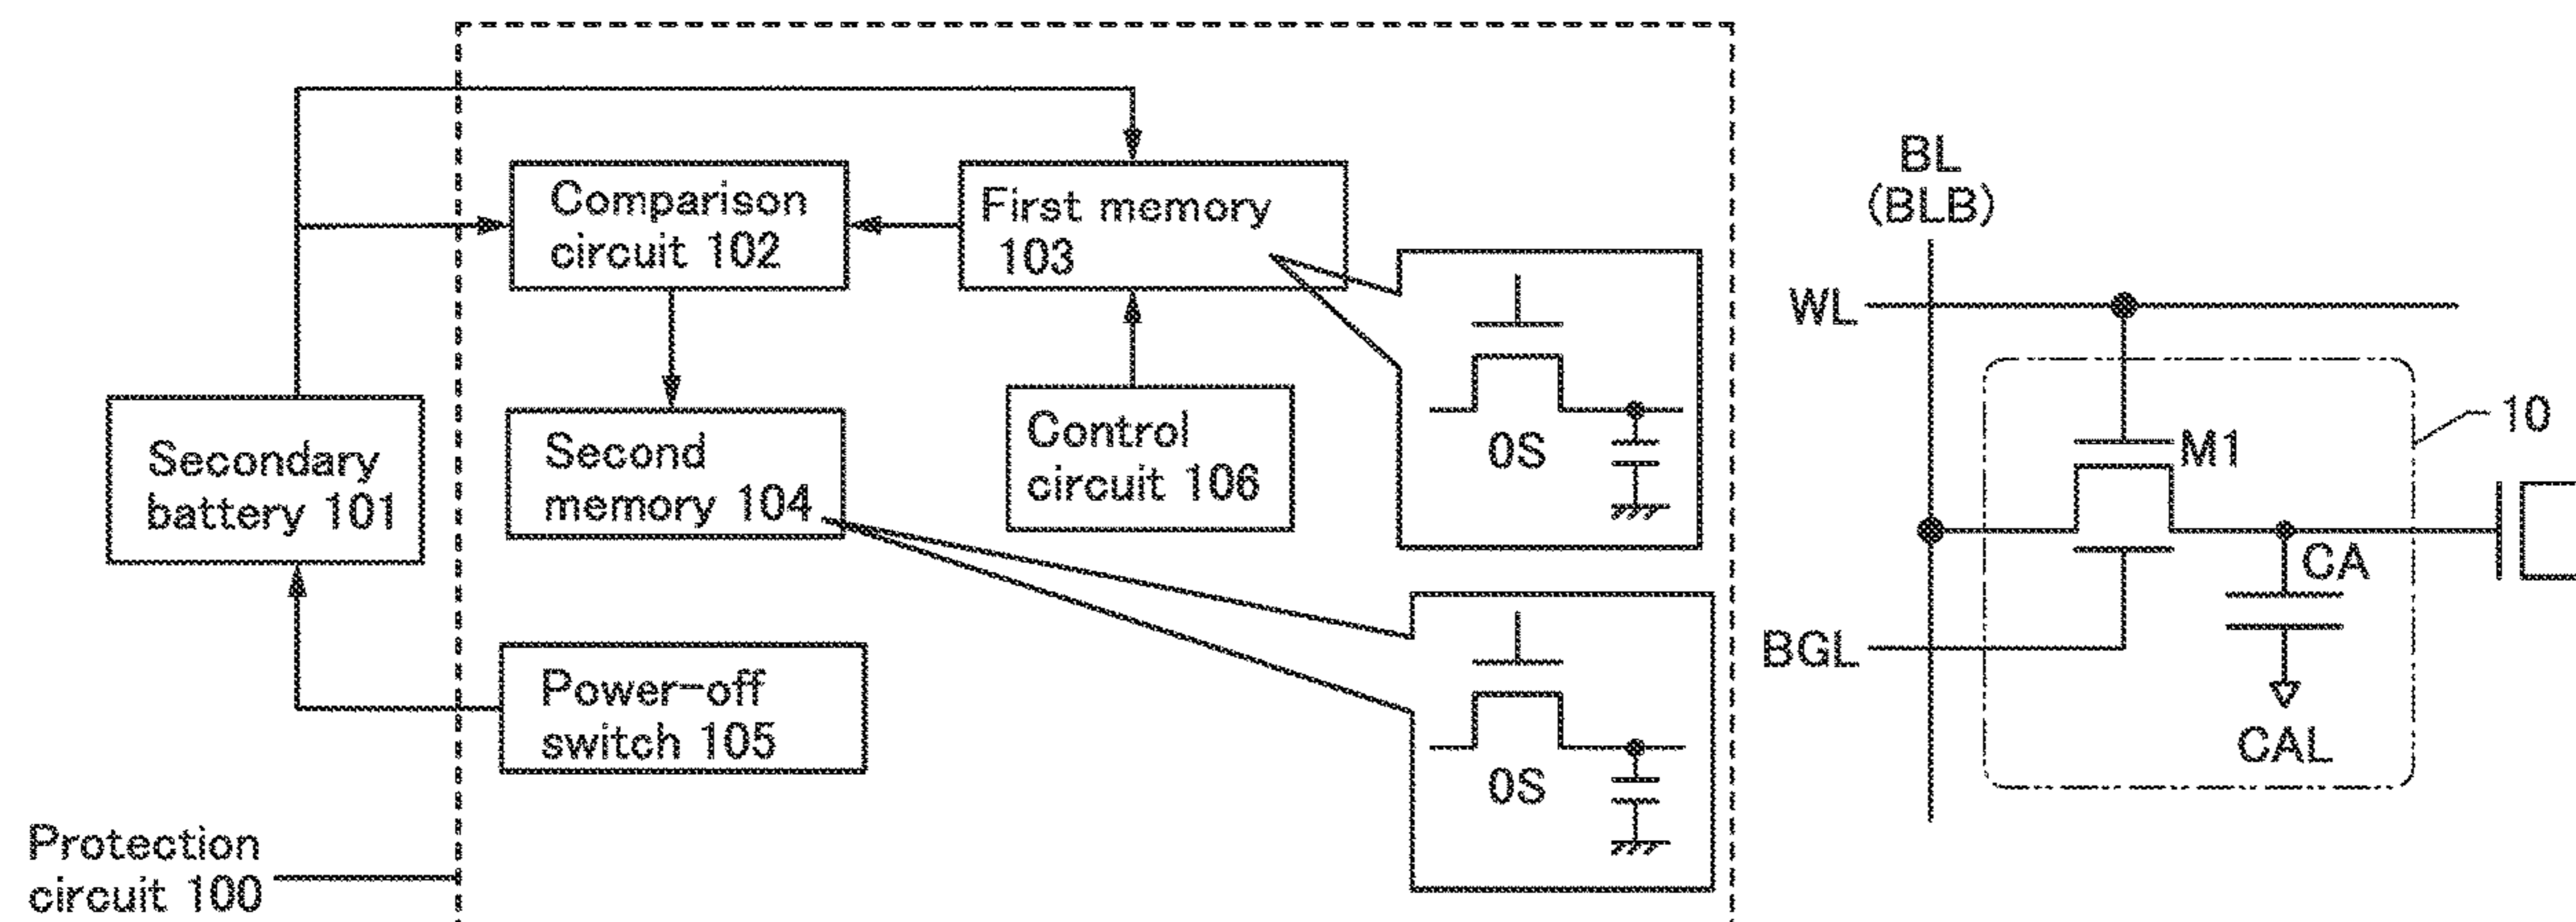 Comparison
circuit 102
First memory
103
Secondary
battery 101
Second
memory 104
Control
circuit 106
OS
Power-off
switch 105
OS
Protection
circuit 100
BL
(BLB)
WL
10
M1
CA
BGL
CAL